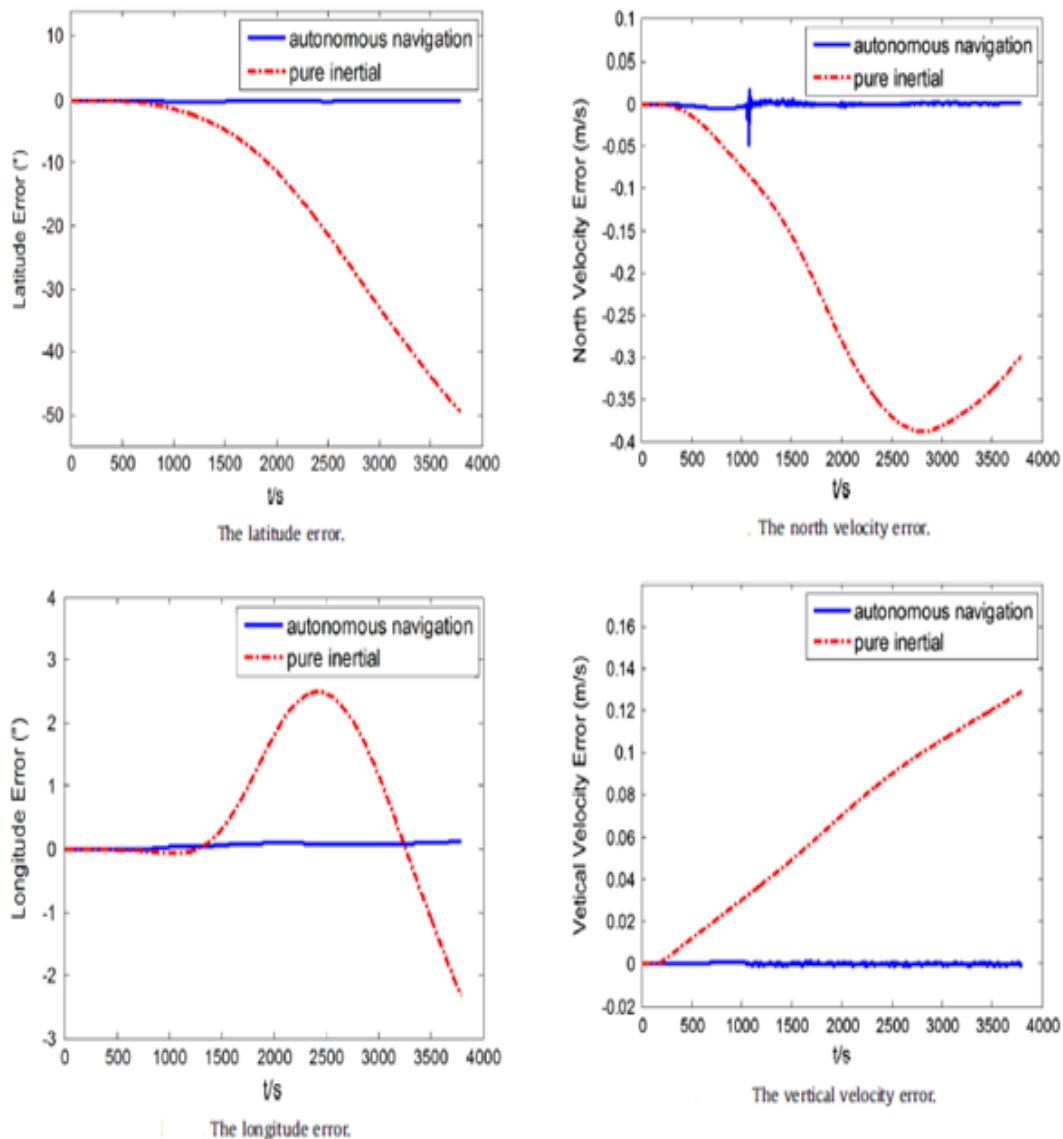 autonomous navigation
pure inertial
10
0
-10
-20
-30
-40
-50
Latitude Error (")
0 500 1000 1500 2000 2500 3000 3500 4000
t/s
The latitude error.
autonomous navigation
pure inertial
0.1
0.05
0
-0.05
-0.1
-0.15
-0.2
-0.25
-0.3
-0.35
-0.4
North Velocity Error (m/s)
0 500 1000 1500 2000 2500 3000 3500 4000
t/s
The north velocity error.
autonomous navigation
pure inertial
4
3
2
1
0
-1
-2
-3
Longitude Error (")
0 500 1000 1500 2000 2500 3000 3500 4000
t/s
The longitude error.
autonomous navigation
pure inertial
0.16
0.14
0.12
0.1
0.08
0.06
0.04
0.02
0
-0.02
Vetical Velocity Error (m/s)
0 500 1000 1500 2000 2500 3000 3500 4000
t/s
The vertical velocity error.